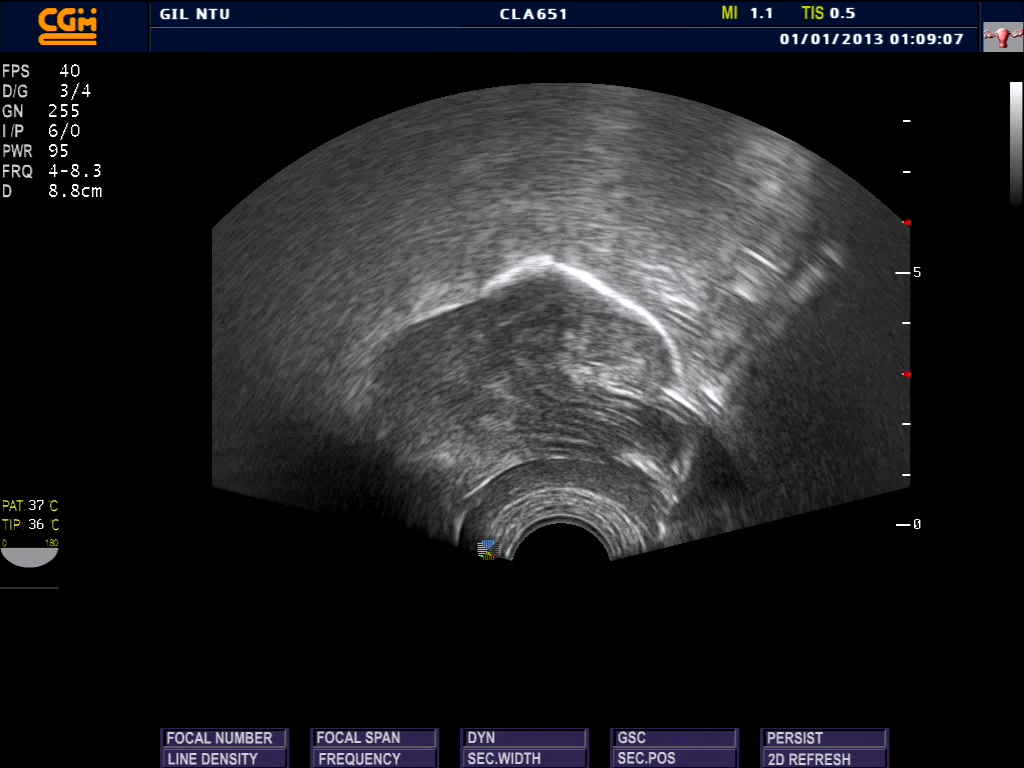 CGM
GIL NTU CLA651 MI 1.1 TIS 0.5
01/01/2013 01:09:07
FPS 40
D/G 3/4
GN 255
I/P 6/0
PWR 95
FRQ 4-8.3
D 8.8cm
5
PAT: 37 °C
TIP: 36 °C
0 180
0
FOCAL NUMBER FOCAL SPAN DYN GSC PERSIST
LINE DENSITY FREQUENCY SEC.WIDTH SEC.POS 2D REFRESH